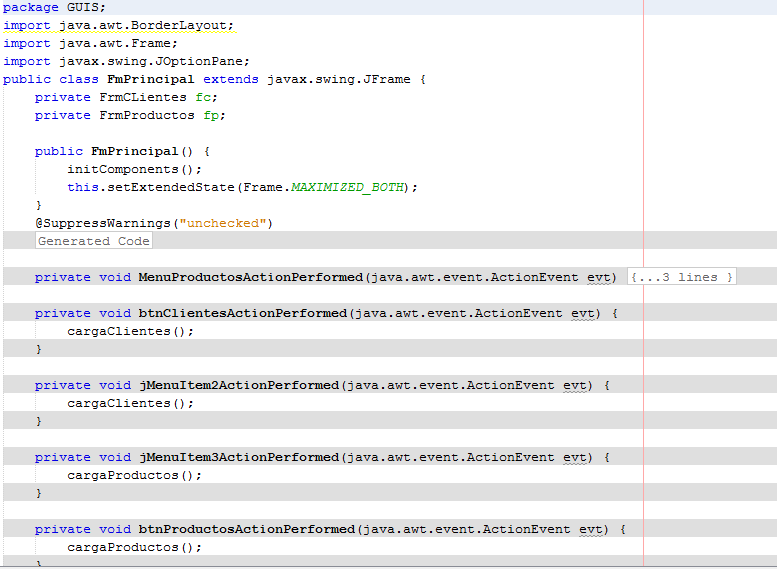 package GUIS;
import java.awt.BorderLayout;
import java.awt.Frame;
import javax.swing.JOptionPane;
public class FmPrincipal extends javax.swing.JFrame {
    private FrmCLientes fc;
    private FrmProductos fp;

    public FmPrincipal() {
        initComponents();
        this.setExtendedState(Frame.MAXIMIZED_BOTH);
    }
    @SuppressWarnings("unchecked")
    Generated Code

    private void MenuProductosActionPerformed(java.awt.event.ActionEvent evt) {...3 lines }

    private void btnClientesActionPerformed(java.awt.event.ActionEvent evt) {
        cargaClientes();
    }

    private void jMenuItem2ActionPerformed(java.awt.event.ActionEvent evt) {
        cargaClientes();
    }

    private void jMenuItem3ActionPerformed(java.awt.event.ActionEvent evt) {
        cargaProductos();
    }

    private void btnProductosActionPerformed(java.awt.event.ActionEvent evt) {
        cargaProductos();
    }